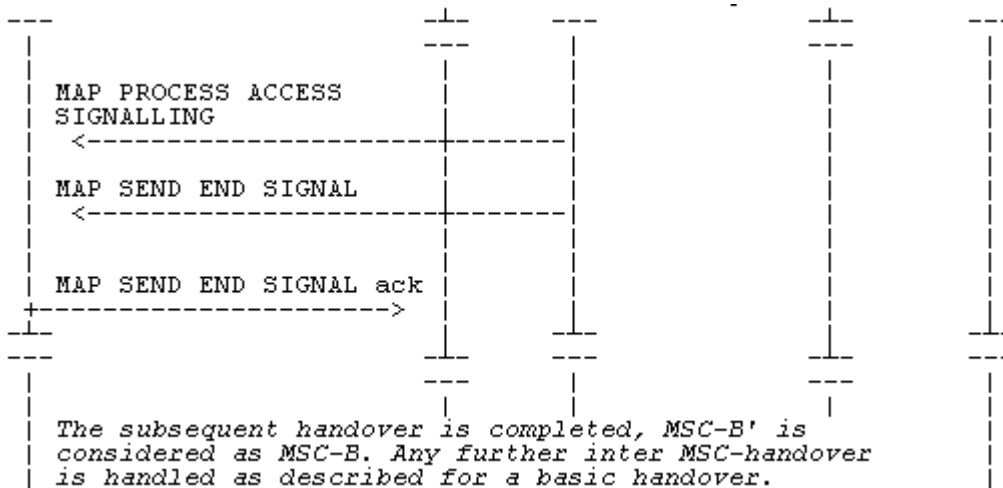 MAP PROCESS ACCESS
SIGNALLING
MAP SEND END SIGNAL
MAP SEND END SIGNAL ack
The subsequent handover is completed, MSC-B' is
considered as MSC-B. Any further inter MSC-handover
is handled as described for a basic handover.